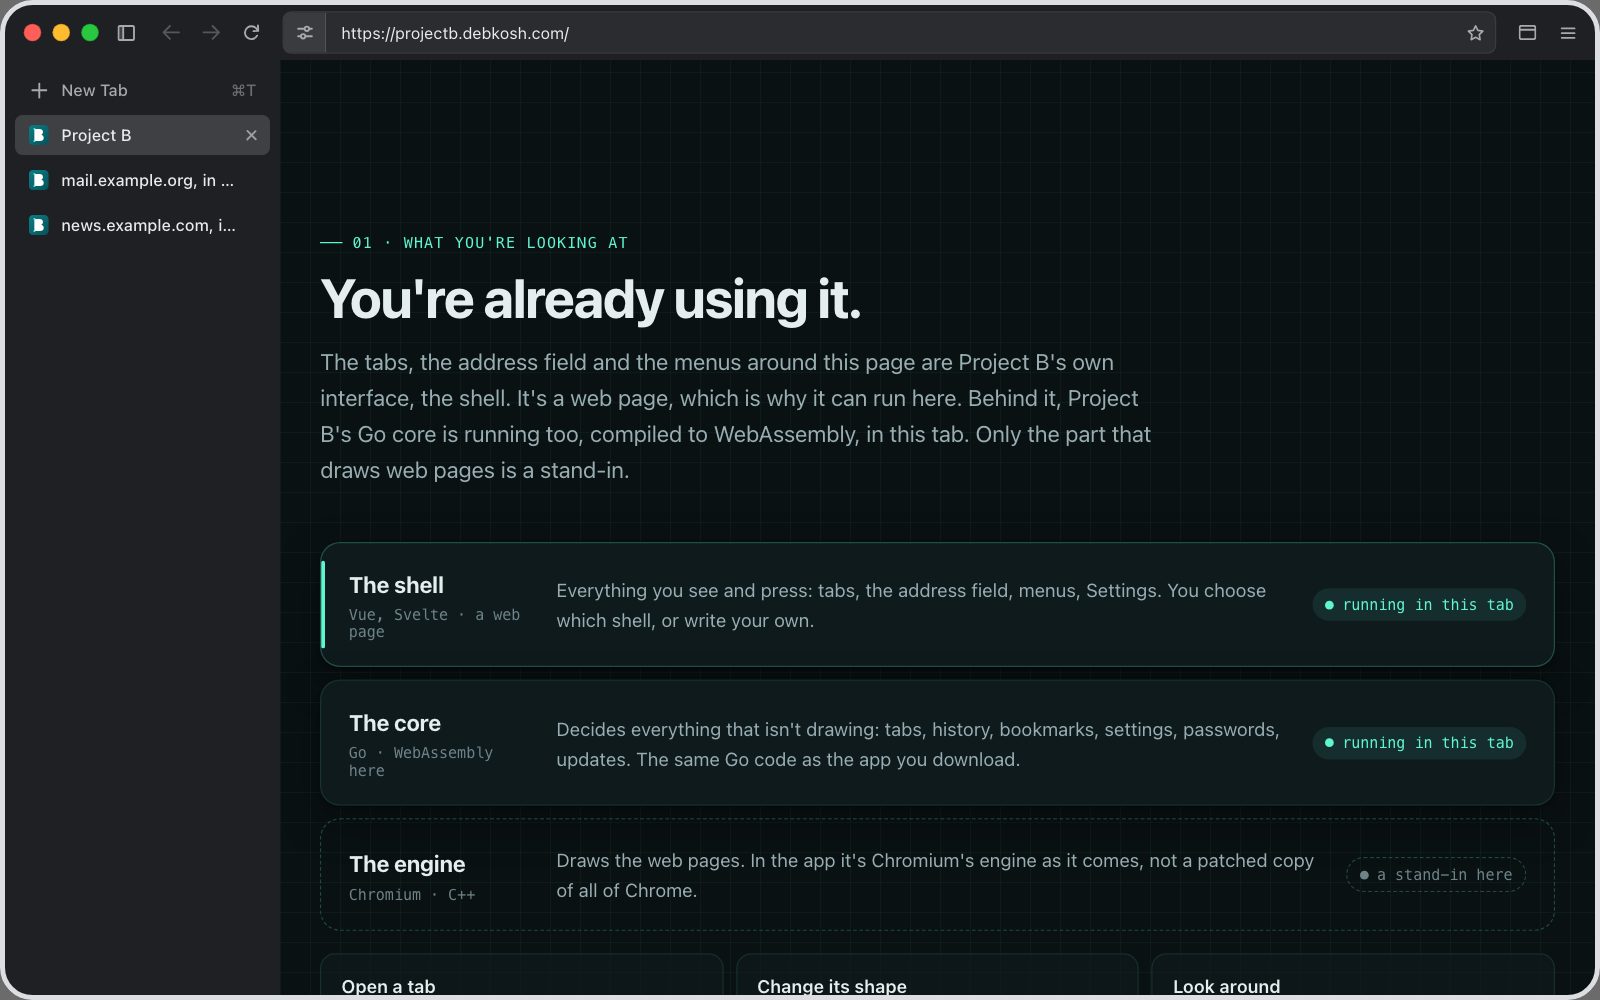 https://projectb.debkosh.com/
New Tab
⌘T
Project B
mail.example.org, in ...
news.example.com, i...
01 · WHAT YOU'RE LOOKING AT
You're already using it.
The tabs, the address field and the menus around this page are Project B's own
interface, the shell. It's a web page, which is why it can run here. Behind it, Project
B's Go core is running too, compiled to WebAssembly, in this tab. Only the part that
draws web pages is a stand-in.
The shell
Vue, Svelte · a web
page
Everything you see and press: tabs, the address field, menus, Settings. You choose
which shell, or write your own.
running in this tab
The core
Go · WebAssembly
here
Decides everything that isn't drawing: tabs, history, bookmarks, settings, passwords,
updates. The same Go code as the app you download.
running in this tab
The engine
Chromium · C++
Draws the web pages. In the app it's Chromium's engine as it comes, not a patched copy
of all of Chrome.
a stand-in here
Open a tab
Change its shape
Look around